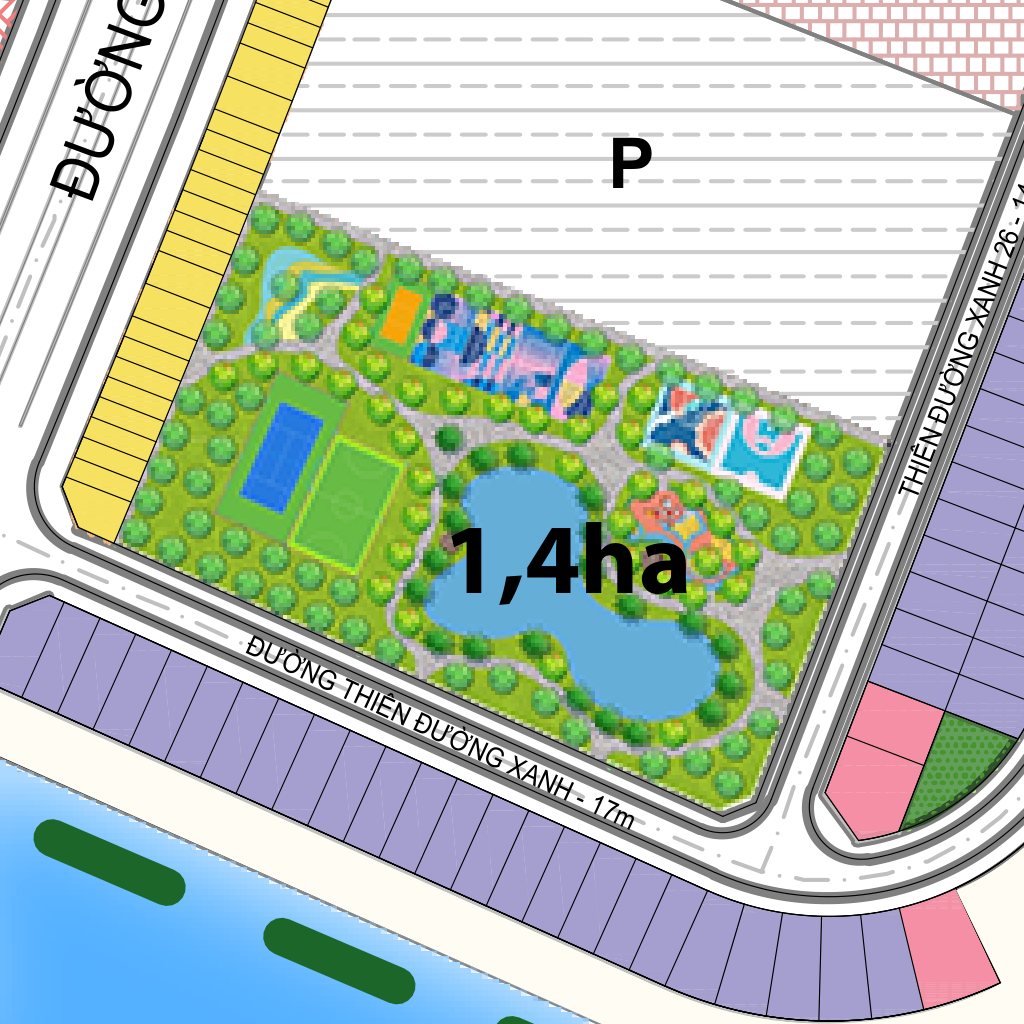 ĐƯỜNG
P
THIÊN ĐƯỜNG XANH 26 - 14
1,4ha
ĐƯỜNG THIÊN ĐƯỜNG XANH - 17m